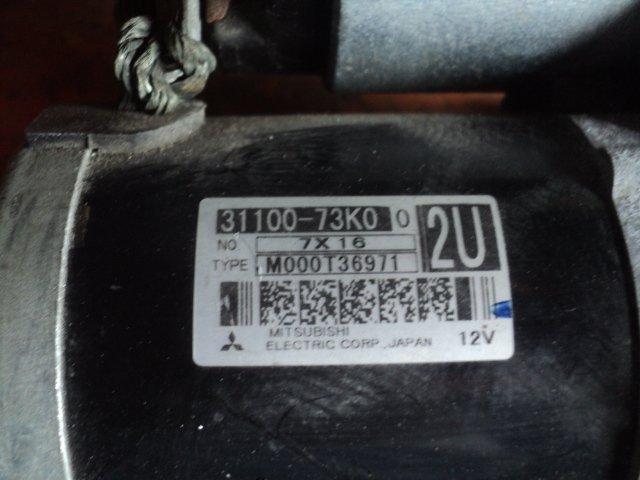 31100-73K0 0
2U
NO. 7X16
TYPE M000T36971
MITSUBISHI
ELECTRIC CORP., JAPAN 12V